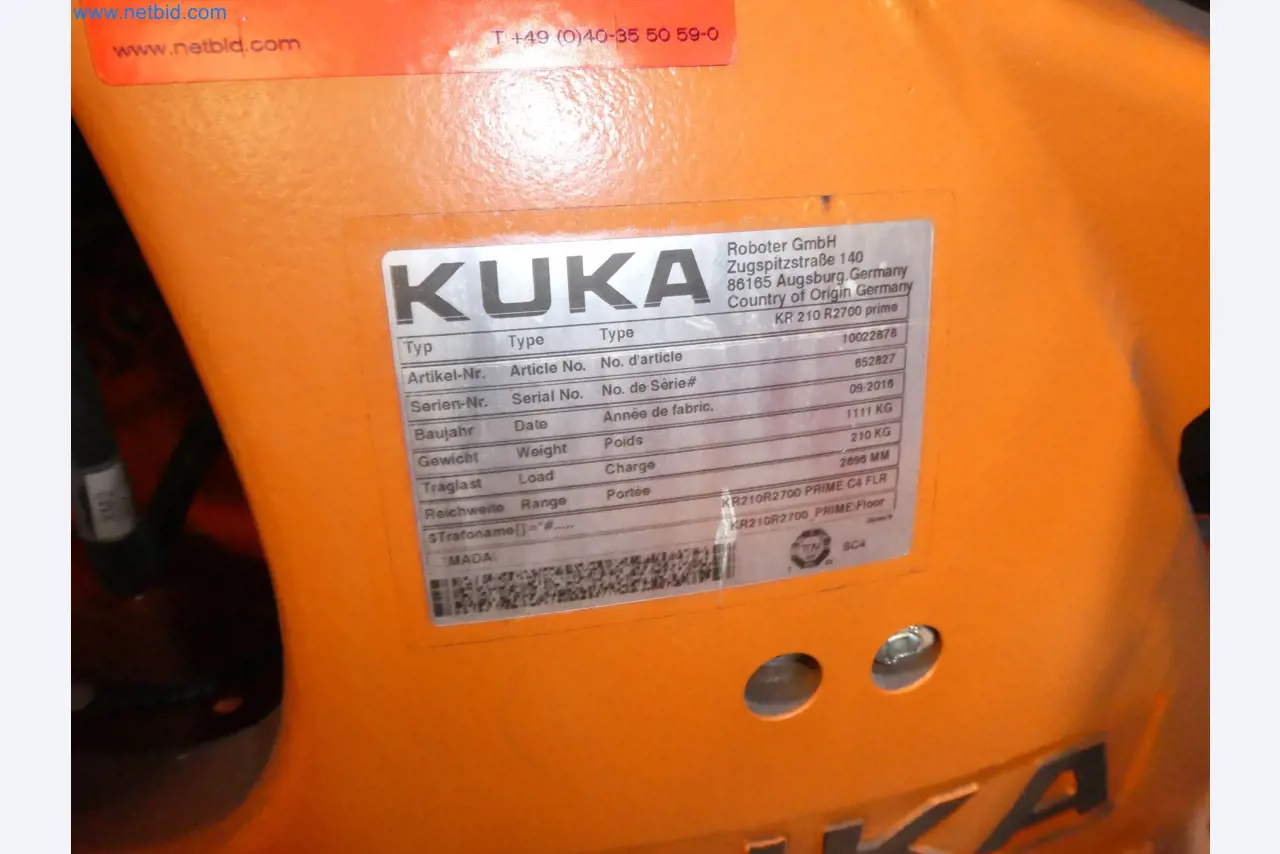 www.netbid.com
www.netbid.com
T +49 (0)40-35 50 59-0
KUKA
Roboter GmbH
Zugspitzstraße 140
86165 Augsburg, Germany
Country of Origin Germany
Typ Type Type KR 210 R2700 prime
Artikel-Nr. Article No. No. d'article 10022878
Serien-Nr. Serial No. No. de Série# 652827
Baujahr Date Année de fabric. 09/2016
Gewicht Weight Poids 1111 KG
Traglast Load Charge 210 KG
Reichweite Range Portée 2696 MM
$Trafoname[]="#..... KR210R2700 PRIME C4 FLR
MADA KR210R2700_PRIME/Floor
TÜV
SC4
KUKA